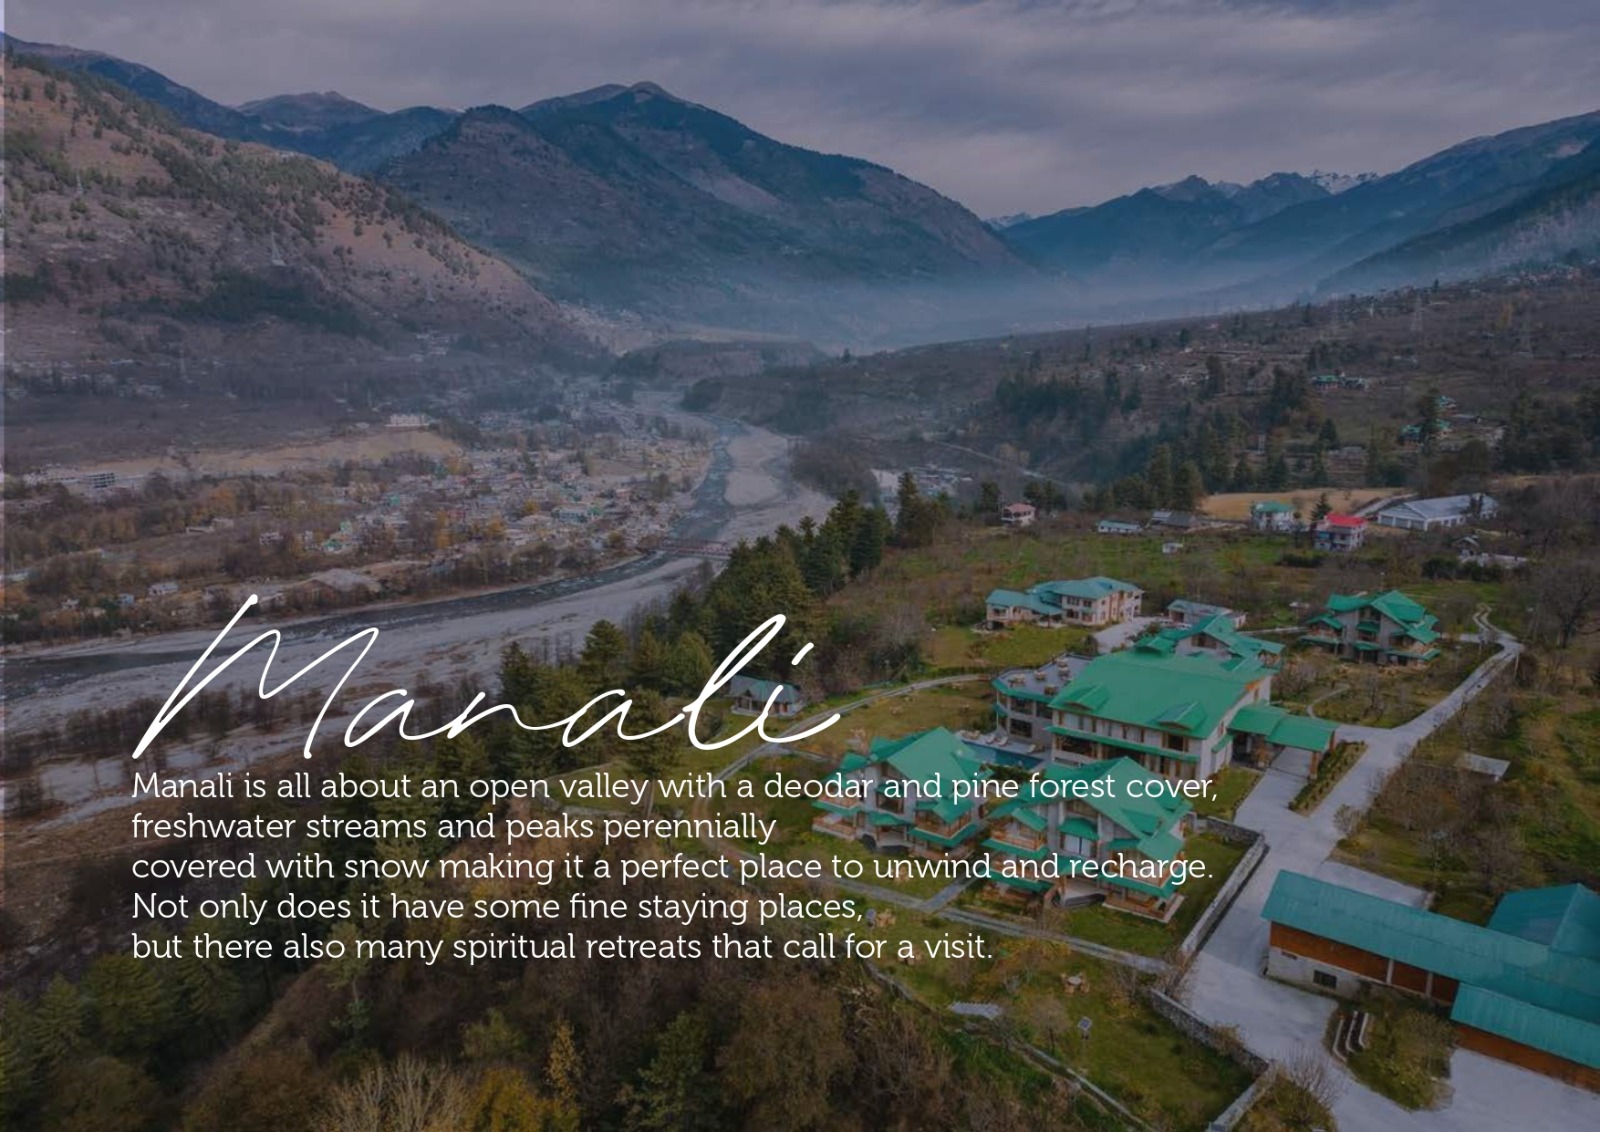 Manali
Manali is all about an open valley with a deodar and pine forest cover,
freshwater streams and peaks perennially
covered with snow making it a perfect place to unwind and recharge.
Not only does it have some fine staying places,
but there also many spiritual retreats that call for a visit.